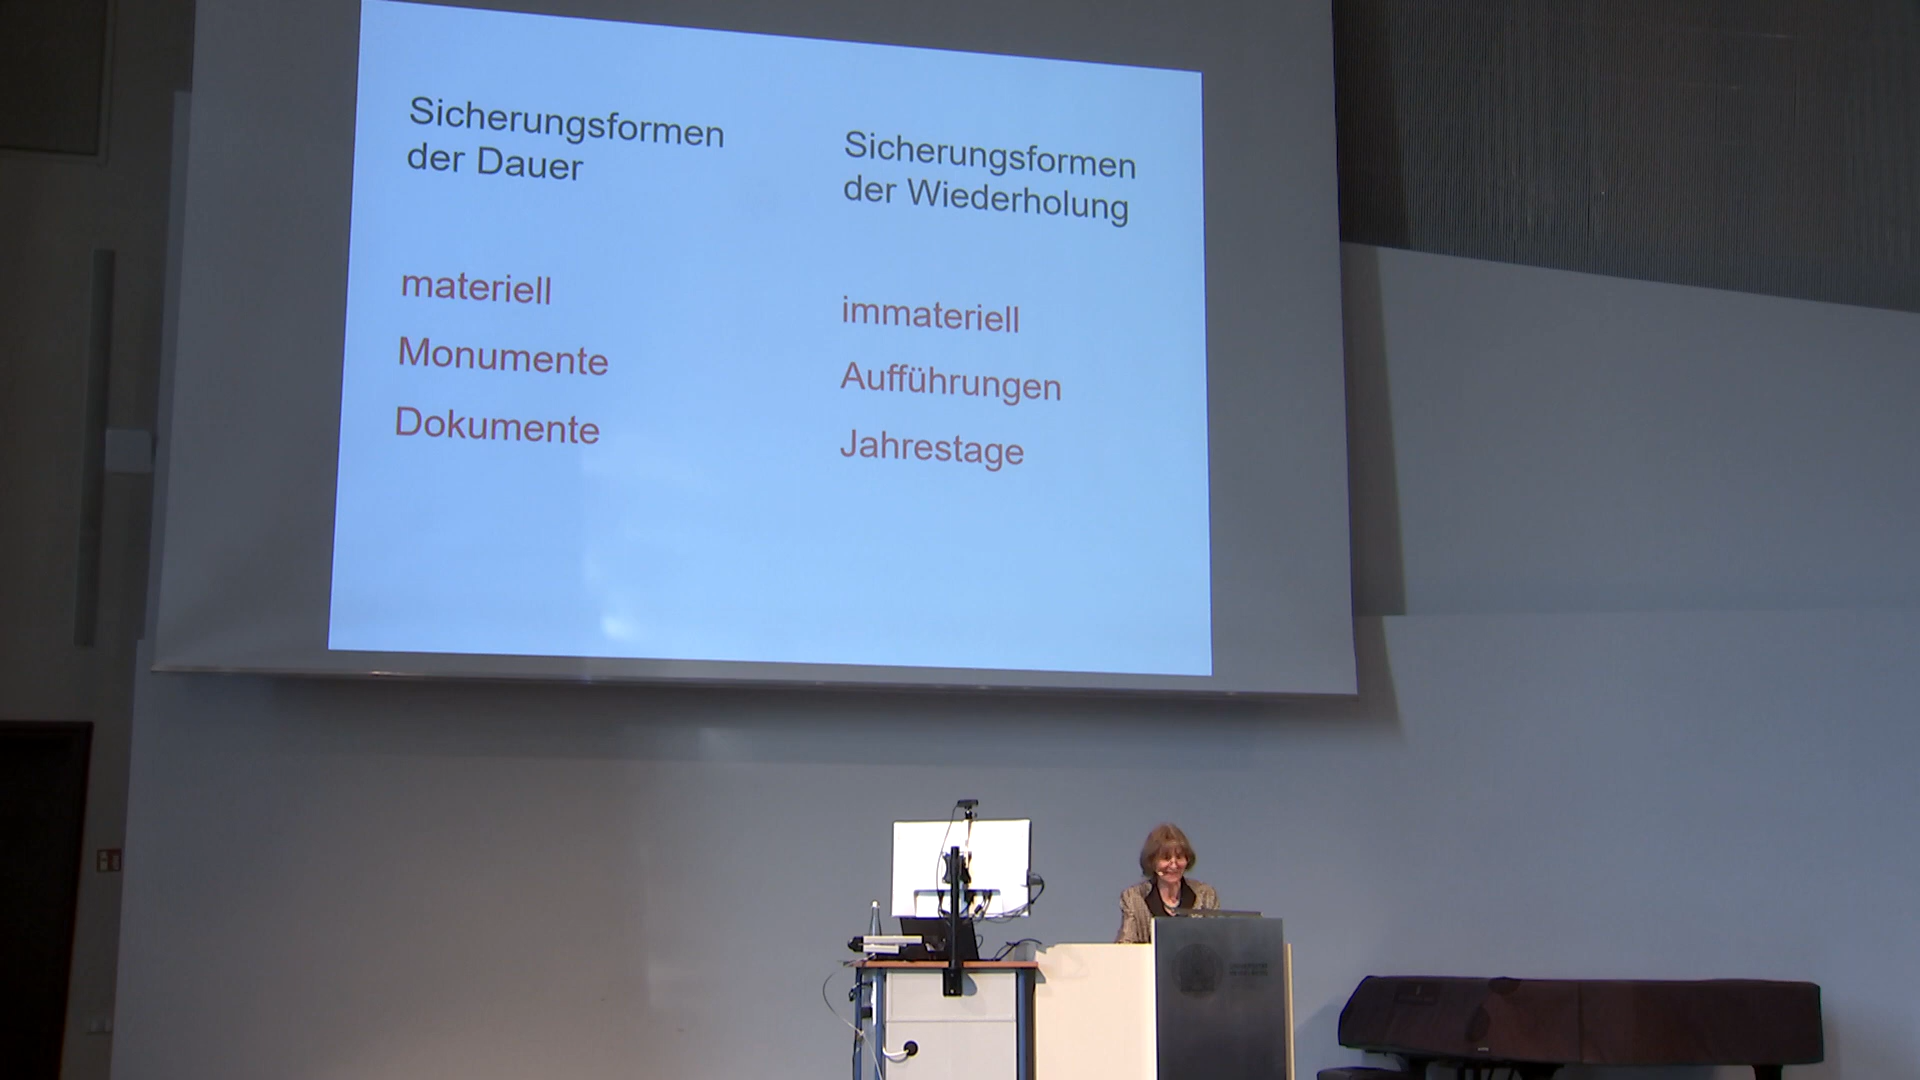 Sicherungsformen
der Dauer
materiell
Monumente
Dokumente
Sicherungsformen
der Wiederholung
immateriell
Aufführungen
Jahrestage